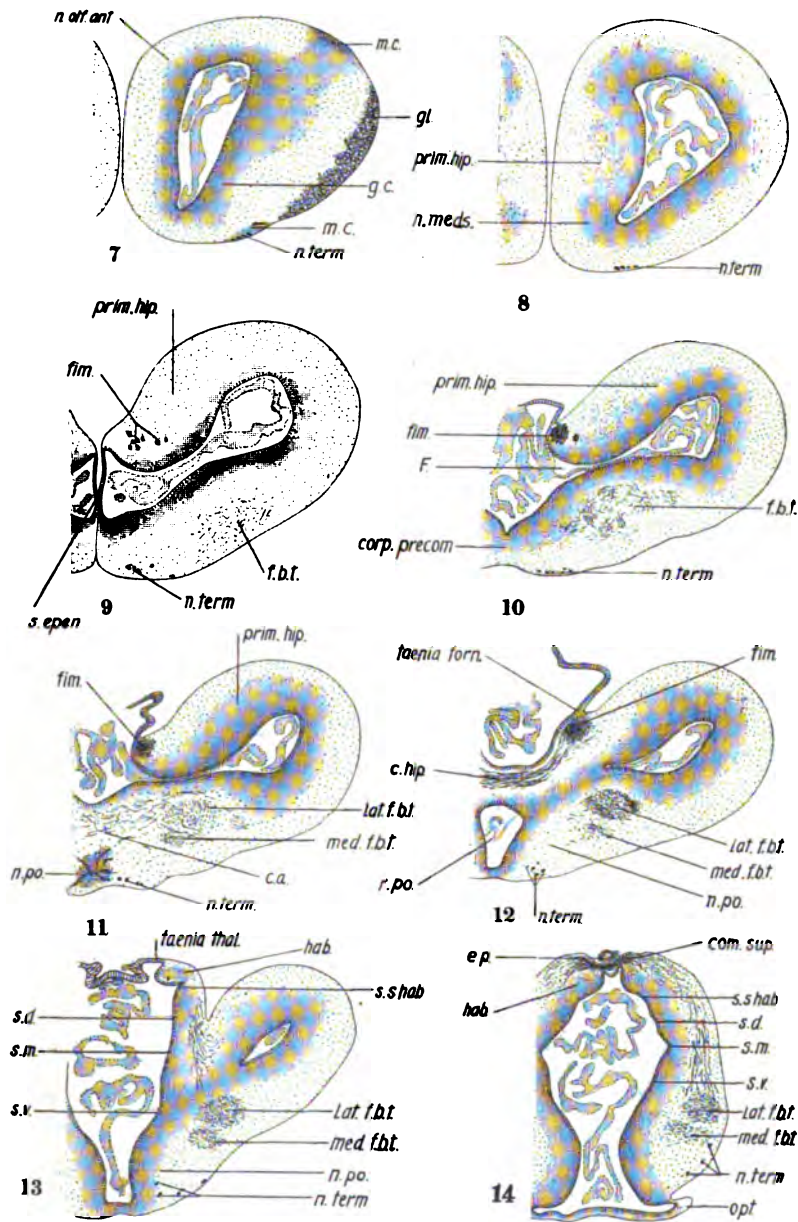 n. olf. ant
m.c.
gl.
g.c.
m.c.
n.term
7
prim.hip.
n. meds.
n.term
8
prim. hip.
fim.
s. epen
9
n.term
f.b.t.
prim. hip.
fim.
F.
corp. precom
f.b.t.
n.term
10
prim. hip.
fim.
Lat. f.b.t.
med. f.b.t.
c.a.
n.po.
n.term.
11
taenia forn.
fim.
c.hip
Lat. f.b.t.
med. f.b.t.
n.po.
r.po.
12
n.term.
taenia thal.
hab.
s.s hab
s.d.
s.m.
s.v.
Lat. f.b.t
med. f.b.t.
n. po.
n. term
13
e p.
com. sup.
hab.
s.s hab
s.d.
s.m.
s.v.
Lat. f.b.t
med. f.b.t
n. term
opt
14